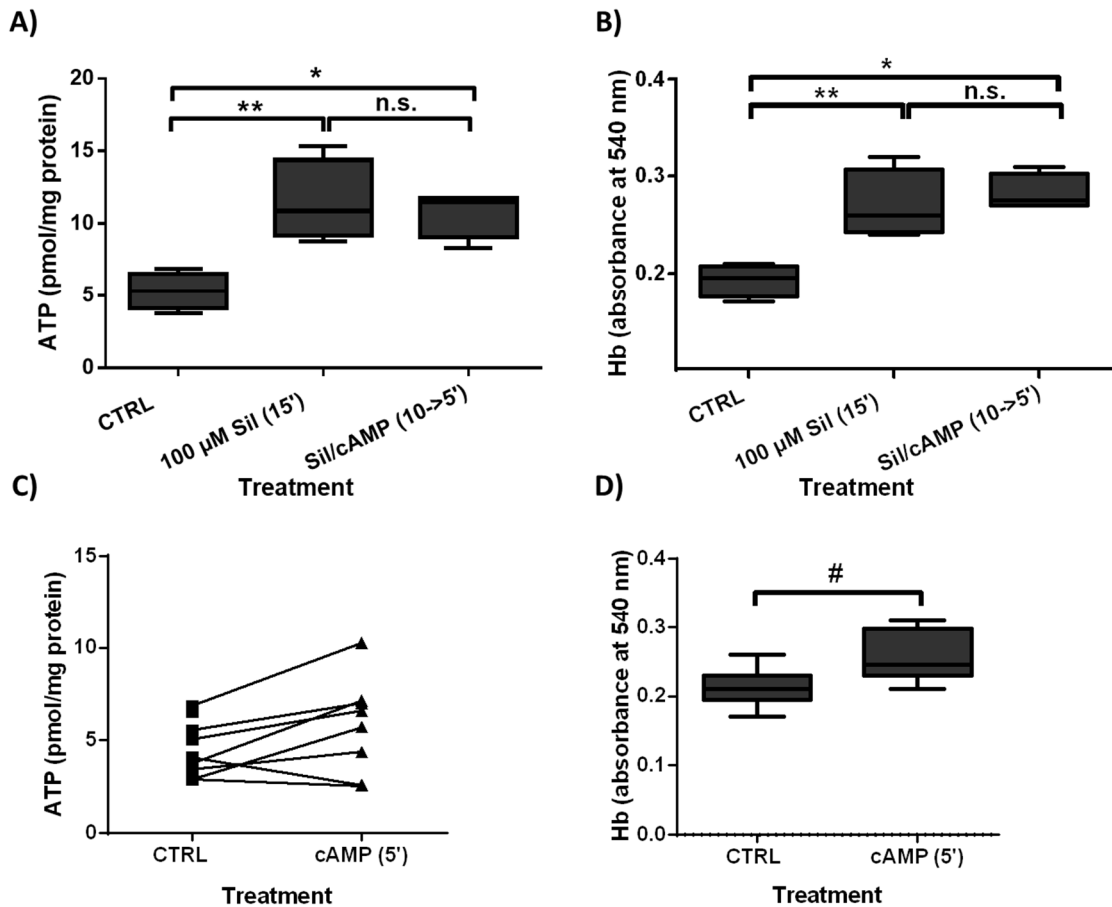 A)
ATP (pmol/mg protein)
20
15
10
5
0
*
**
n.s.
CTRL
100 µM Sil (15')
Sil/cAMP (10->5')
Treatment
B)
Hb (absorbance at 540 nm)
0.4
0.3
0.2
*
**
n.s.
CTRL
100 µM Sil (15')
Sil/cAMP (10->5')
Treatment
C)
ATP (pmol/mg protein)
15
10
5
0
CTRL
cAMP (5')
Treatment
D)
Hb (absorbance at 540 nm)
0.4
0.3
0.2
0.1
0.0
#
CTRL
cAMP (5')
Treatment